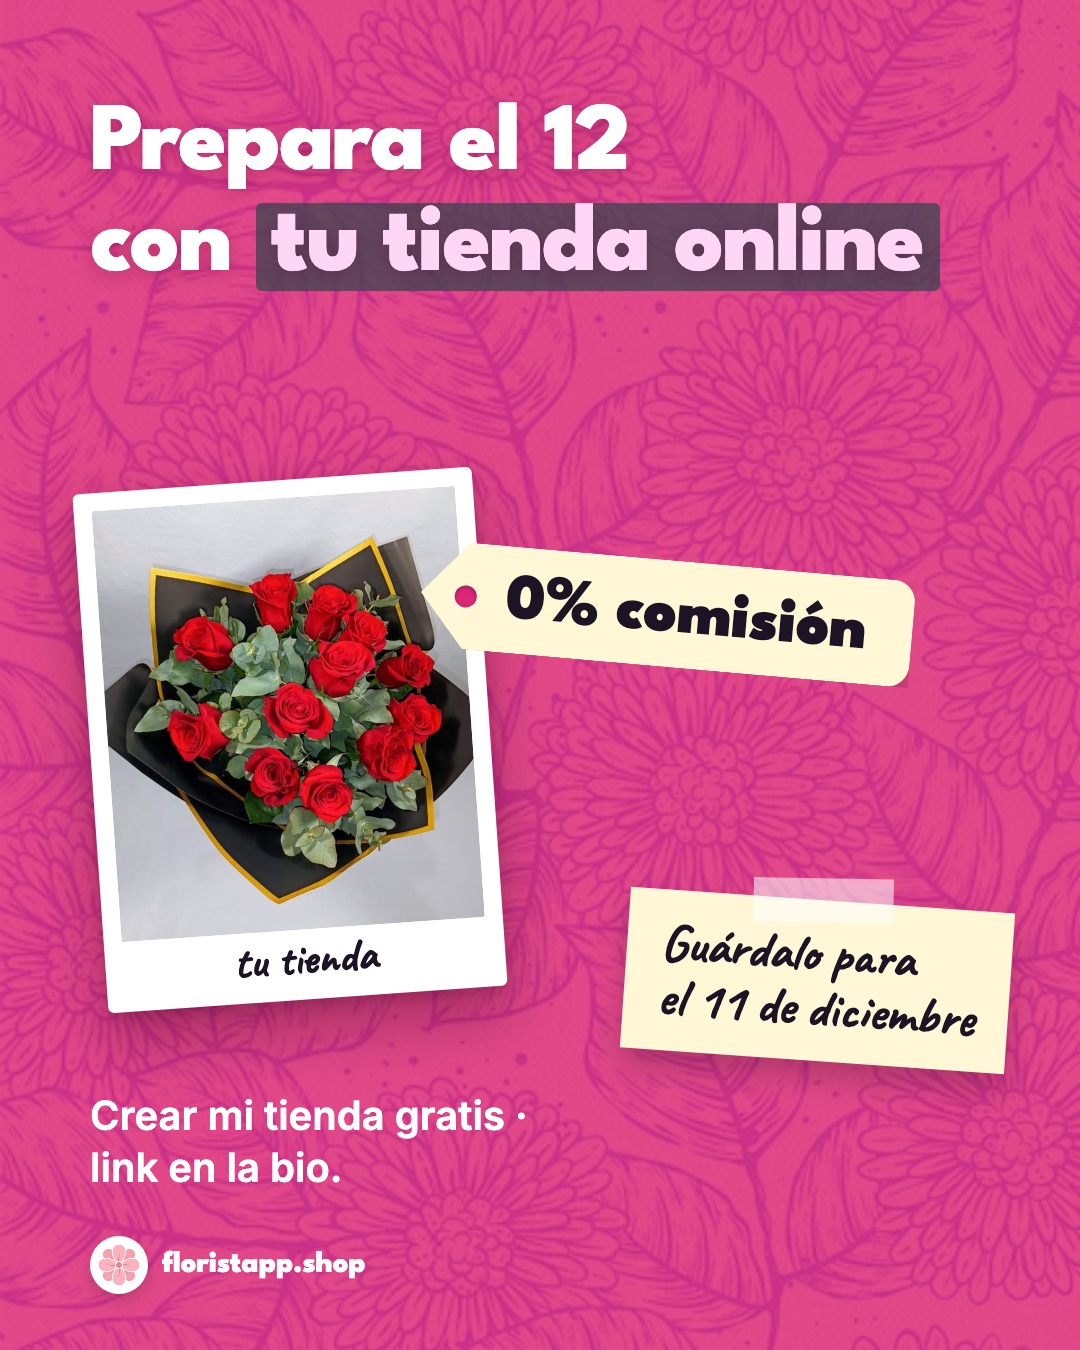 Prepara el 12
con tu tienda online
0% comisión
tu tienda
Guárdalo para
el 11 de diciembre
Crear mi tienda gratis ·
link en la bio.
floristapp.shop